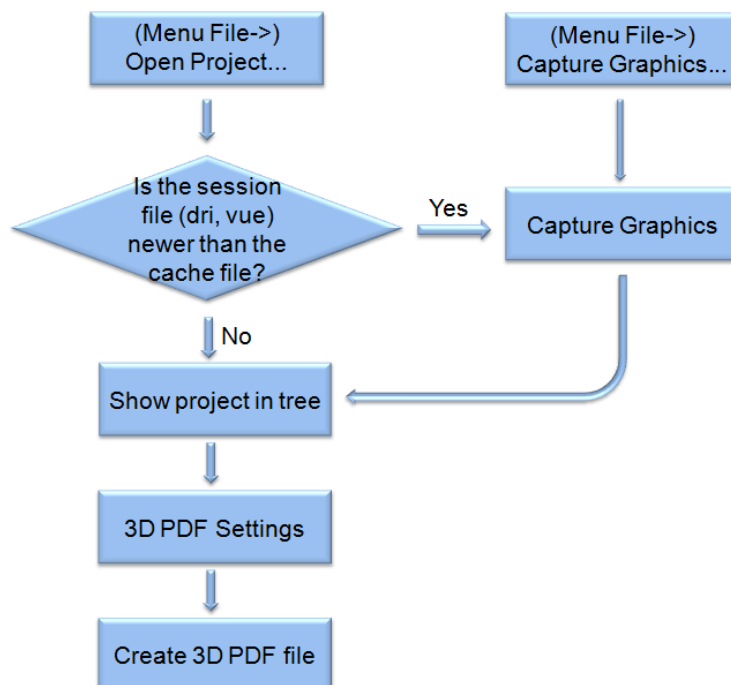 (Menu File->)
Open Project...
(Menu File->)
Capture Graphics...
Is the session
file (dri, vue)
newer than the
cache file?
Yes
Capture Graphics
No
Show project in tree
3D PDF Settings
Create 3D PDF file